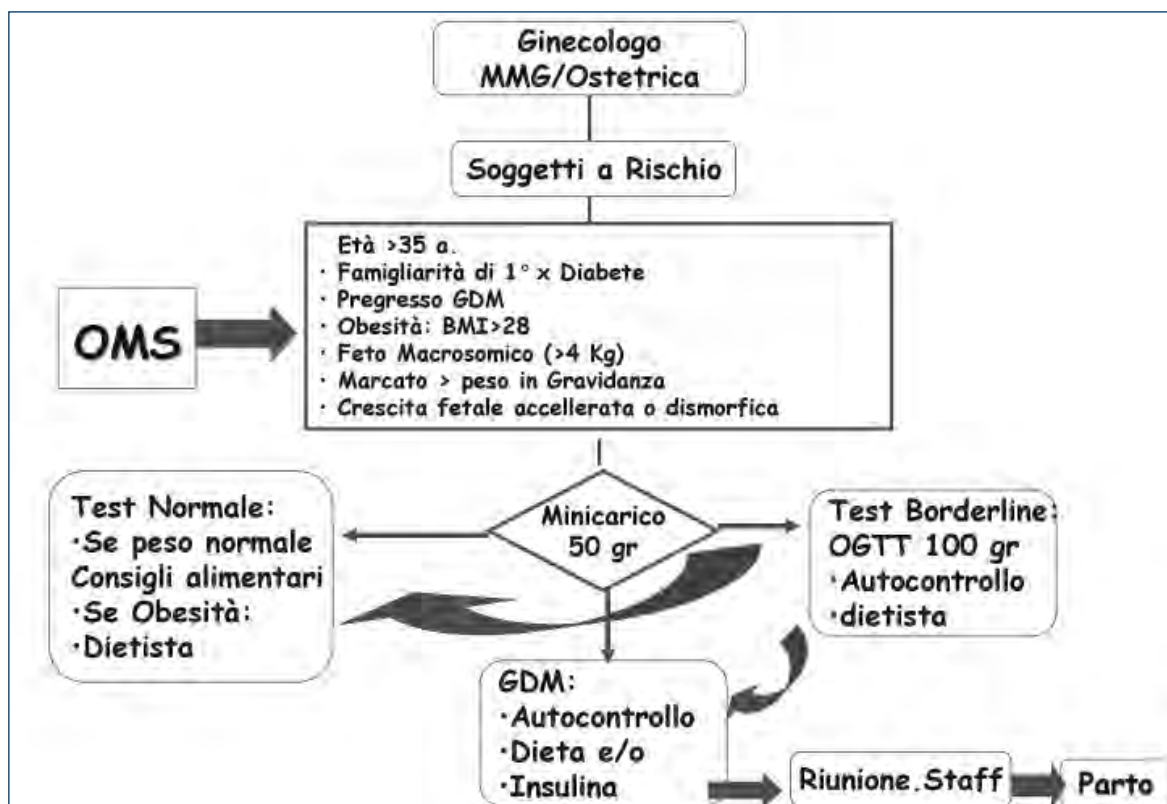 Ginecologo
MMG/Ostetrica
Soggetti a Rischio
OMS
Età >35 a.
· Famigliarità di 1° x Diabete
· Pregresso GDM
· Obesità: BMI>28
· Feto Macrosomico (>4 Kg)
· Marcato > peso in Gravidanza
· Crescita fetale accellerata o dismorfica
Test Normale:
·Se peso normale
Consigli alimentari
·Se Obesità:
·Dietista
Minicarico
50 gr
Test Borderline:
OGTT 100 gr
·Autocontrollo
·dietista
GDM:
·Autocontrollo
·Dieta e/o
·Insulina
Riunione.Staff
Parto